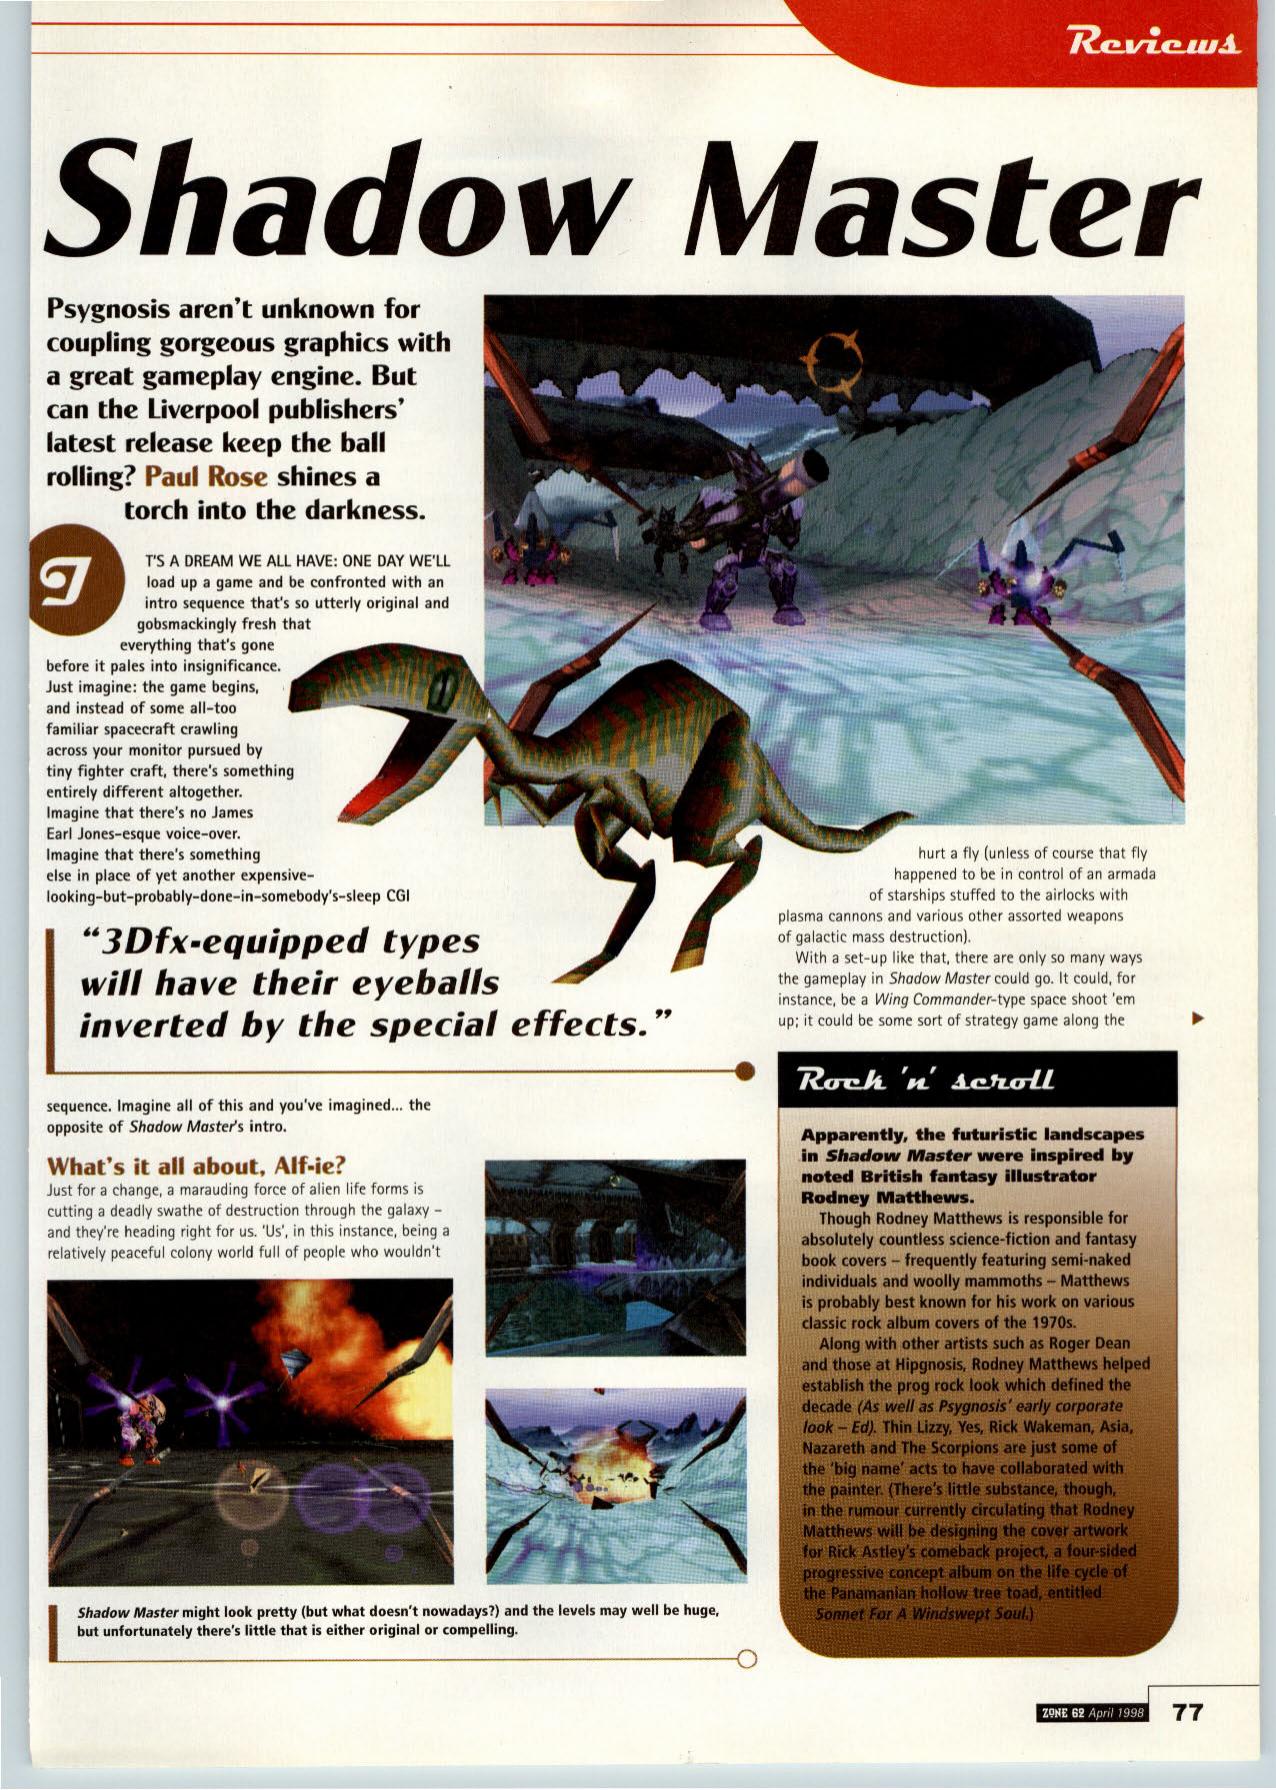 Reviews
Shadow Master
Psygnosis aren't unknown for
coupling gorgeous graphics with
a great gameplay engine. But
can the Liverpool publishers'
latest release keep the ball
rolling? Paul Rose shines a
torch into the darkness.
I
T'S A DREAM WE ALL HAVE: ONE DAY WE'LL
load up a game and be confronted with an
intro sequence that's so utterly original and
gobsmackingly fresh that
everything that's gone
before it pales into insignificance.
Just imagine: the game begins,
and instead of some all-too
familiar spacecraft crawling
across your monitor pursued by
tiny fighter craft, there's something
entirely different altogether.
Imagine that there's no James
Earl Jones-esque voice-over.
Imagine that there's something
else in place of yet another expensive-
looking-but-probably-done-in-somebody's-sleep CGI
"3Dfx-equipped types
will have their eyeballs
inverted by the special effects."
sequence. Imagine all of this and you've imagined... the
opposite of Shadow Master's intro.
What's it all about, Alf-ie?
Just for a change, a marauding force of alien life forms is
cutting a deadly swathe of destruction through the galaxy –
and they're heading right for us. 'Us', in this instance, being a
relatively peaceful colony world full of people who wouldn't
hurt a fly (unless of course that fly
happened to be in control of an armada
of starships stuffed to the airlocks with
plasma cannons and various other assorted weapons
of galactic mass destruction).
With a set-up like that, there are only so many ways
the gameplay in Shadow Master could go. It could, for
instance, be a Wing Commander-type space shoot 'em
up; it could be some sort of strategy game along the
Rock 'n' scroll
Apparently, the futuristic landscapes
in Shadow Master were inspired by
noted British fantasy illustrator
Rodney Matthews.
Though Rodney Matthews is responsible for
absolutely countless science-fiction and fantasy
book covers – frequently featuring semi-naked
individuals and woolly mammoths – Matthews
is probably best known for his work on various
classic rock album covers of the 1970s.
Along with other artists such as Roger Dean
and those at Hipgnosis, Rodney Matthews helped
establish the prog rock look which defined the
decade (As well as Psygnosis' early corporate
look – Ed). Thin Lizzy, Yes, Rick Wakeman, Asia,
Nazareth and The Scorpions are just some of
the 'big name' acts to have collaborated with
the painter. (There's little substance, though,
in the rumour currently circulating that Rodney
Matthews will be designing the cover artwork
for Rick Astley's comeback project, a four-sided
progressive concept album on the life cycle of
the Panamanian hollow tree toad, entitled
Sonnet For A Windswept Soul.)
Shadow Master might look pretty (but what doesn't nowadays?) and the levels may well be huge,
but unfortunately there's little that is either original or compelling.
ZONE 62 April 1998 77